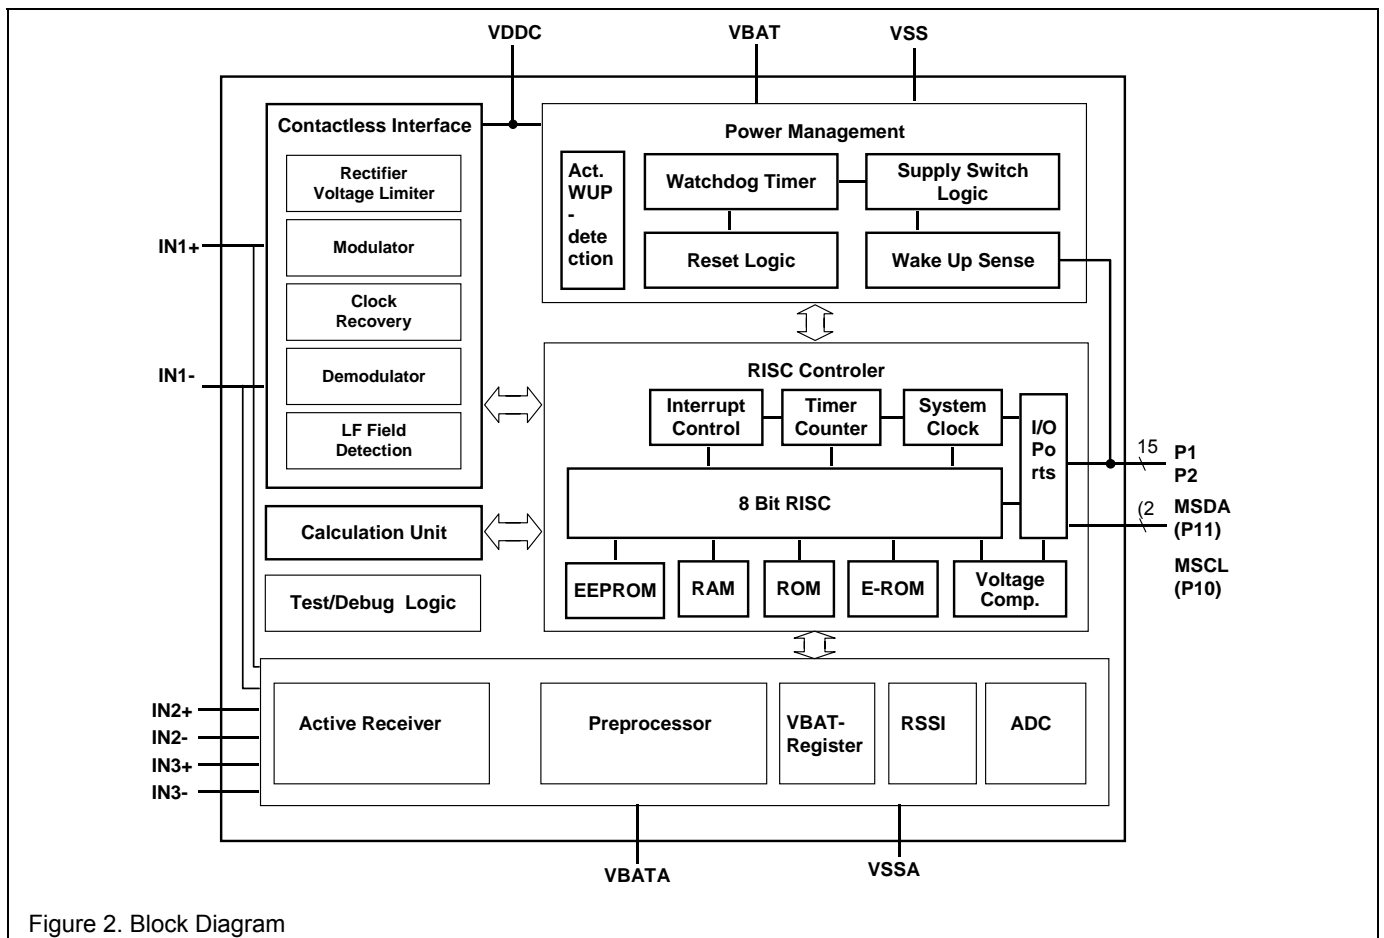 VDDC
VBAT
VSS
Contactless Interface
Rectifier
Voltage Limiter
Modulator
Clock
Recovery
Demodulator
LF Field
Detection
IN1+
IN1-
Power Management
Act.
WUP
-
dete
ction
Watchdog Timer
Supply Switch
Logic
Reset Logic
Wake Up Sense
RISC Controler
Interrupt
Control
Timer
Counter
System
Clock
I/O
Po
rts
8 Bit RISC
EEPROM
RAM
ROM
E-ROM
Voltage
Comp.
15
P1
P2
(2
MSDA
(P11)
MSCL
(P10)
Calculation Unit
Test/Debug Logic
IN2+
IN2-
IN3+
IN3-
Active Receiver
Preprocessor
VBAT-
Register
RSSI
ADC
VBATA
VSSA
Figure 2. Block Diagram